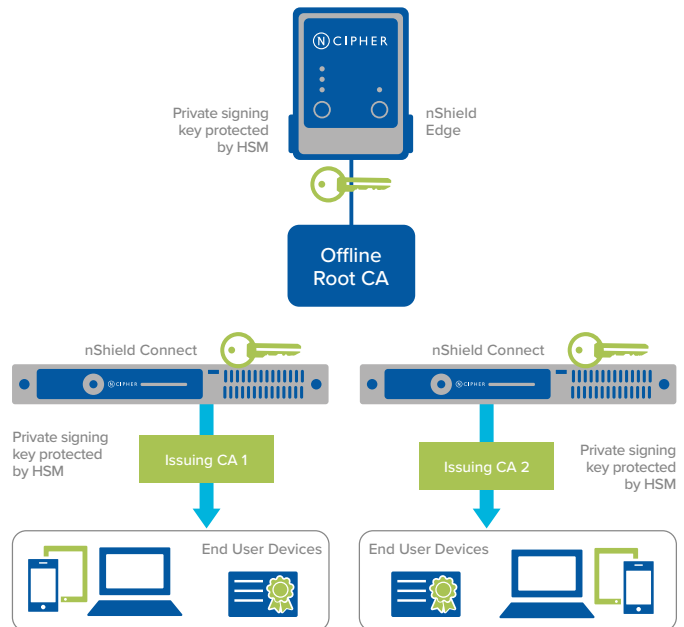 NCIPHER
Private signing
key protected
by HSM
nShield
Edge
Offline
Root CA
nShield Connect
NCIPHER
Private signing
key protected
by HSM
Issuing CA 1
End User Devices
nShield Connect
NCIPHER
Issuing CA 2
Private signing
key protected
by HSM
End User Devices